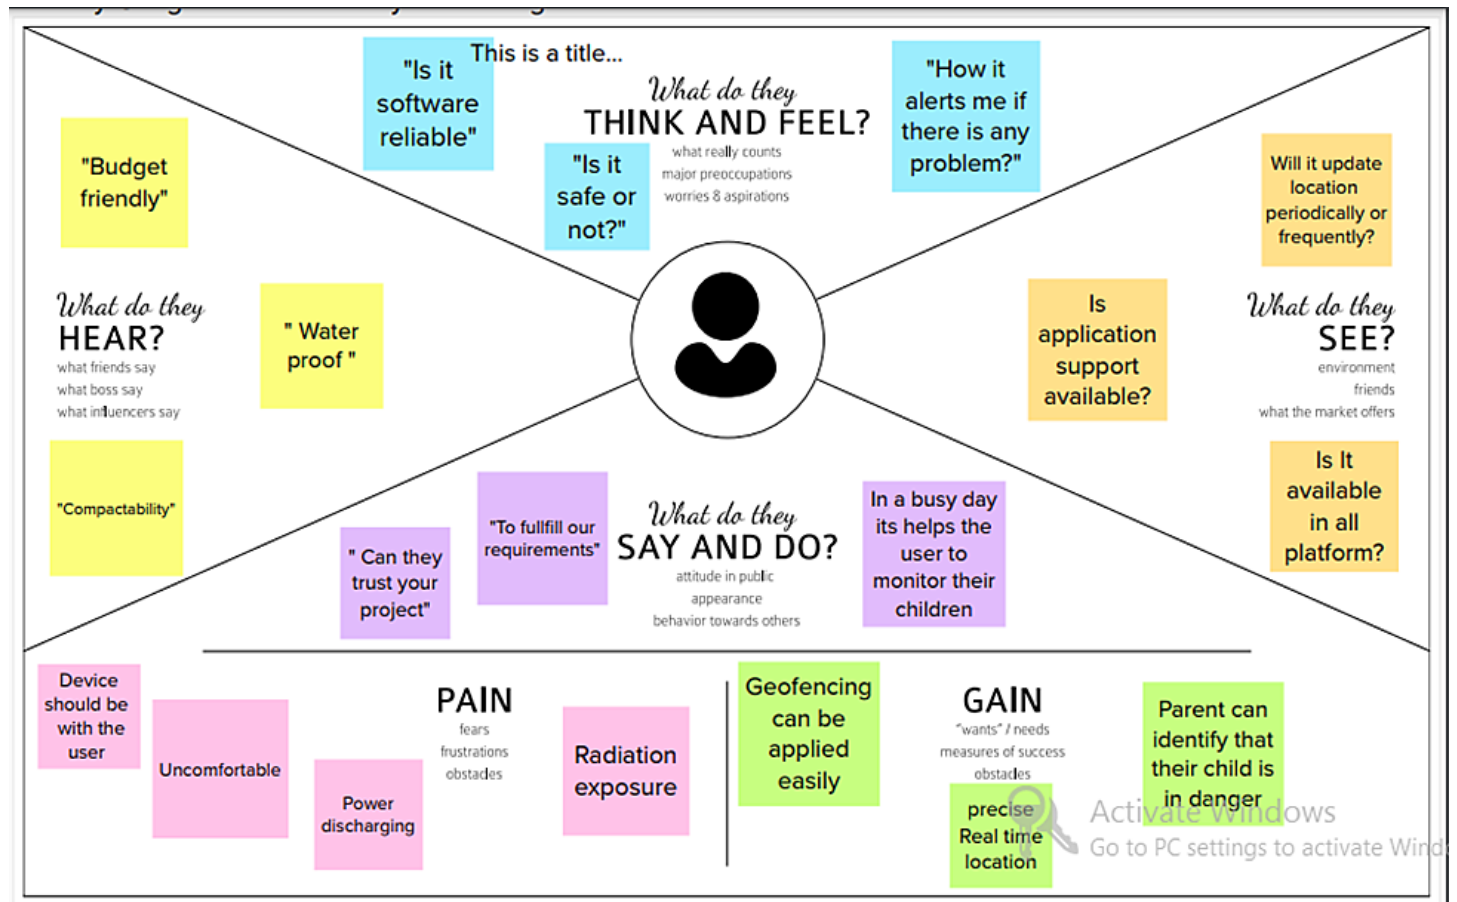 This is a title...
"Is it
software
reliable"
What do they
THINK AND FEEL?
what really counts
major preoccupations
worries & aspirations
"Is it
safe or
not?"
"How it
alerts me if
there is any
problem?"
"Budget
friendly"
" Water
proof "
What do they
HEAR?
what friends say
what boss say
what influencers say
"Compactability"
Will it update
location
periodically or
frequently?
Is
application
support
available?
What do they
SEE?
environment
friends
what the market offers
Is It
available
in all
platform?
" Can they
trust your
project"
"To fullfill our
requirements"
What do they
SAY AND DO?
attitude in public
appearance
behavior towards others
In a busy day
its helps the
user to
monitor their
children
Device
should be
with the
user
Uncomfortable
Power
discharging
PAIN
fears
frustrations
obstacles
Radiation
exposure
Geofencing
can be
applied
easily
GAIN
"wants" / needs
measures of success
obstacles
precise
Real time
location
Parent can
identify that
their child is
in danger
Activate Windows
Go to PC settings to activate Wind